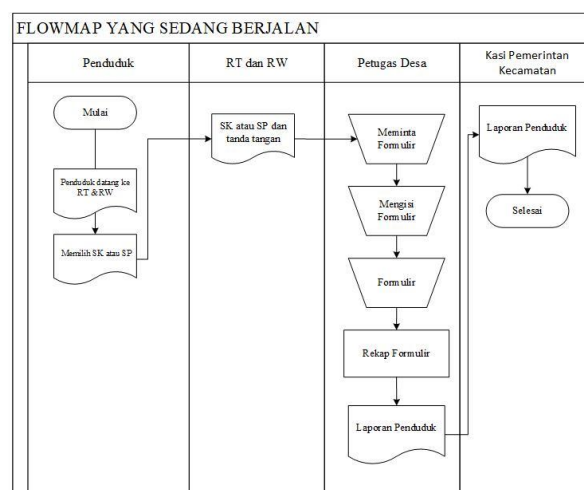 FLOWMAP YANG SEDANG BERJALAN
Penduduk
RT dan RW
Petugas Desa
Kasi Pemerintan
Kecamatan
Mulai
Penduduk datang ke
RT &RW
Memilih SK atau SP
SK atau SP dan
tanda tangan
Meminta
Formulir
Mengisi
Formulir
Formulir
Rekap Formulir
Laporan Penduduk
Laporan Penduduk
Selesai